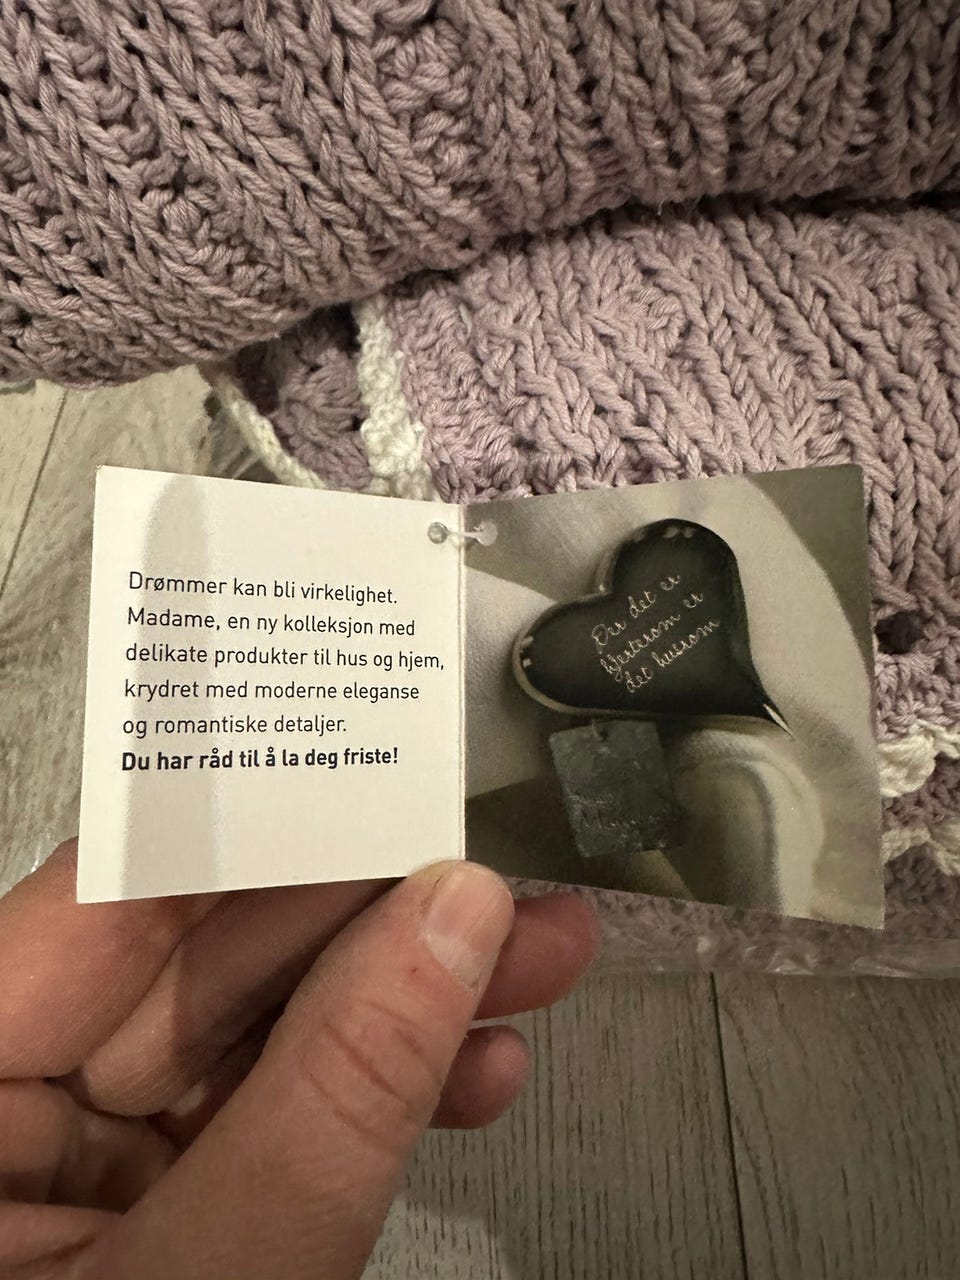 Drømmer kan bli virkelighet.
Madame, en ny kolleksjon med
delikate produkter til hus og hjem,
krydret med moderne eleganse
og romantiske detaljer.
Du har råd til å la deg friste!
Der det er
hjerterom er
det husrom